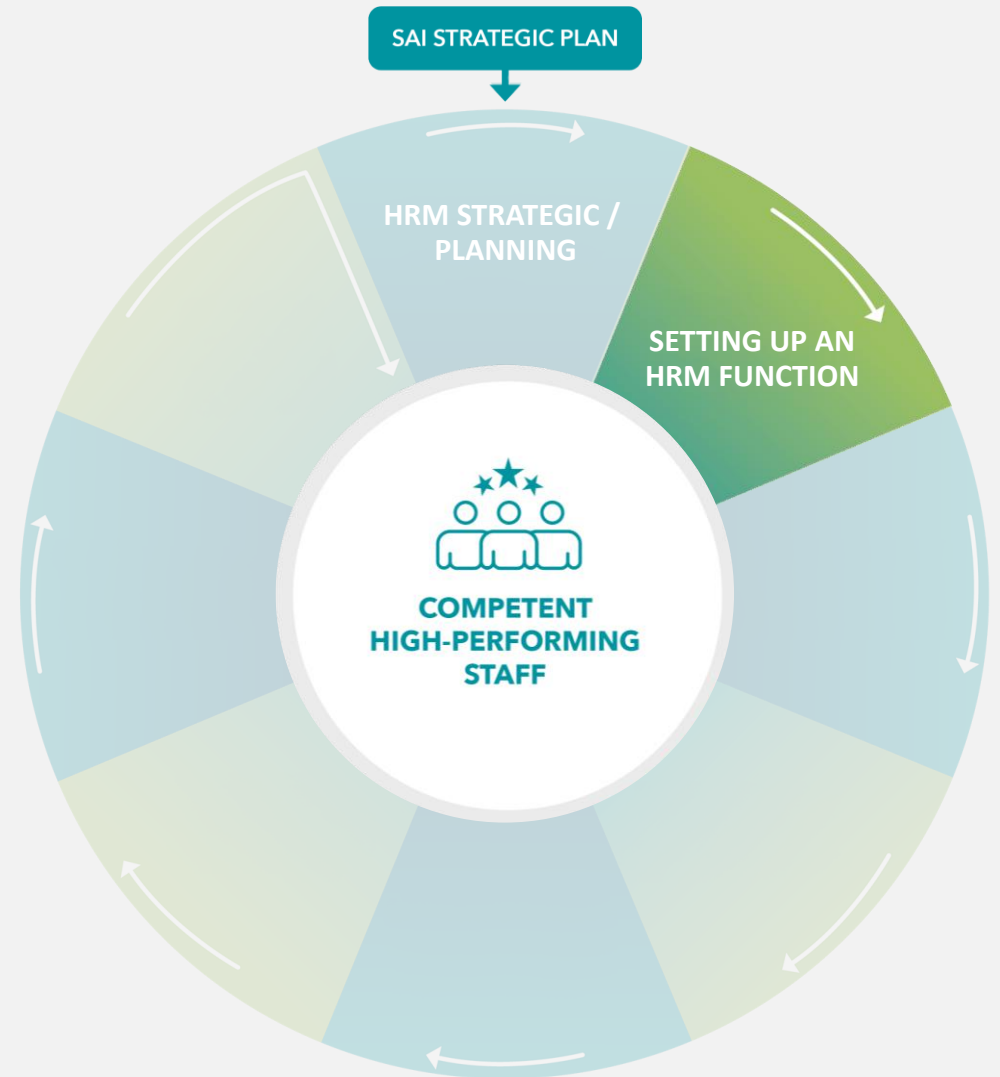 SAI STRATEGIC PLAN
HRM STRATEGIC /
PLANNING
SETTING UP AN
HRM FUNCTION
COMPETENT
HIGH-PERFORMING
STAFF